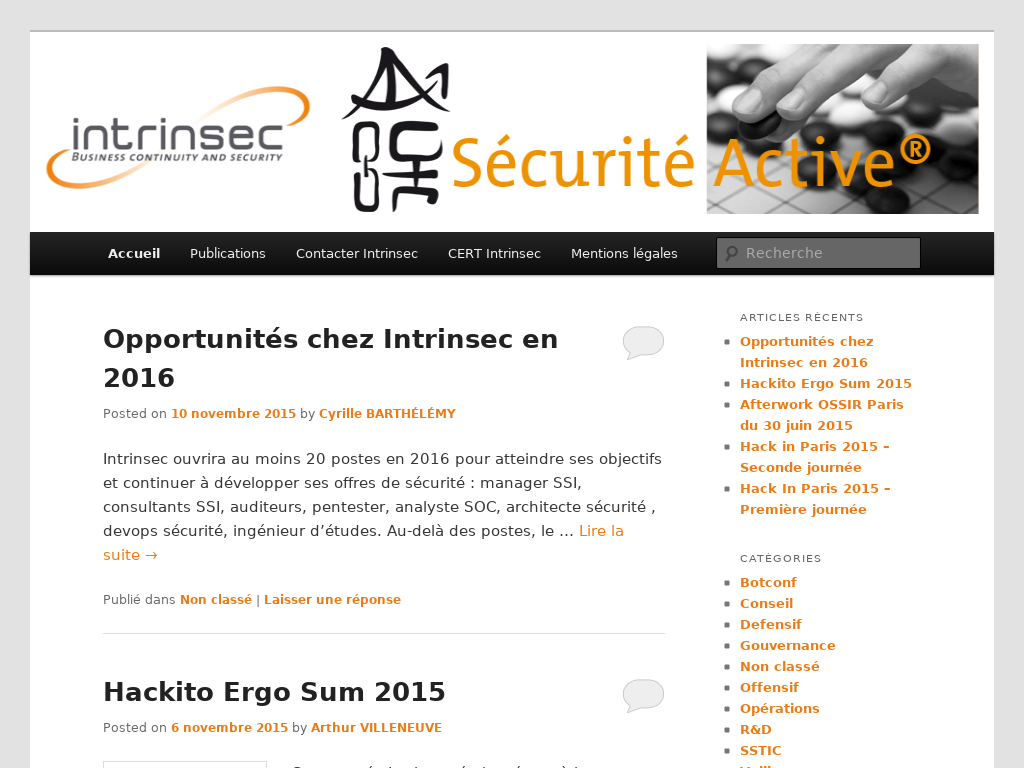 intrinsec
BUSINESS CONTINUITY AND SECURITY
Sécurité Active®
Accueil
Publications
Contacter Intrinsec
CERT Intrinsec
Mentions légales
Recherche
Opportunités chez Intrinsec en
2016
Posted on 10 novembre 2015 by Cyrille BARTHÉLÉMY
Intrinsec ouvrira au moins 20 postes en 2016 pour atteindre ses objectifs
et continuer à développer ses offres de sécurité : manager SSI,
consultants SSI, auditeurs, pentester, analyste SOC, architecte sécurité ,
devops sécurité, ingénieur d’études. Au-delà des postes, le … Lire la
suite →
Publié dans Non classé | Laisser une réponse
Hackito Ergo Sum 2015
Posted on 6 novembre 2015 by Arthur VILLENEUVE
ARTICLES RÉCENTS
Opportunités chez
Intrinsec en 2016
Hackito Ergo Sum 2015
Afterwork OSSIR Paris
du 30 juin 2015
Hack in Paris 2015 –
Seconde journée
Hack In Paris 2015 –
Première journée
CATÉGORIES
Botconf
Conseil
Defensif
Gouvernance
Non classé
Offensif
Opérations
R&D
SSTIC